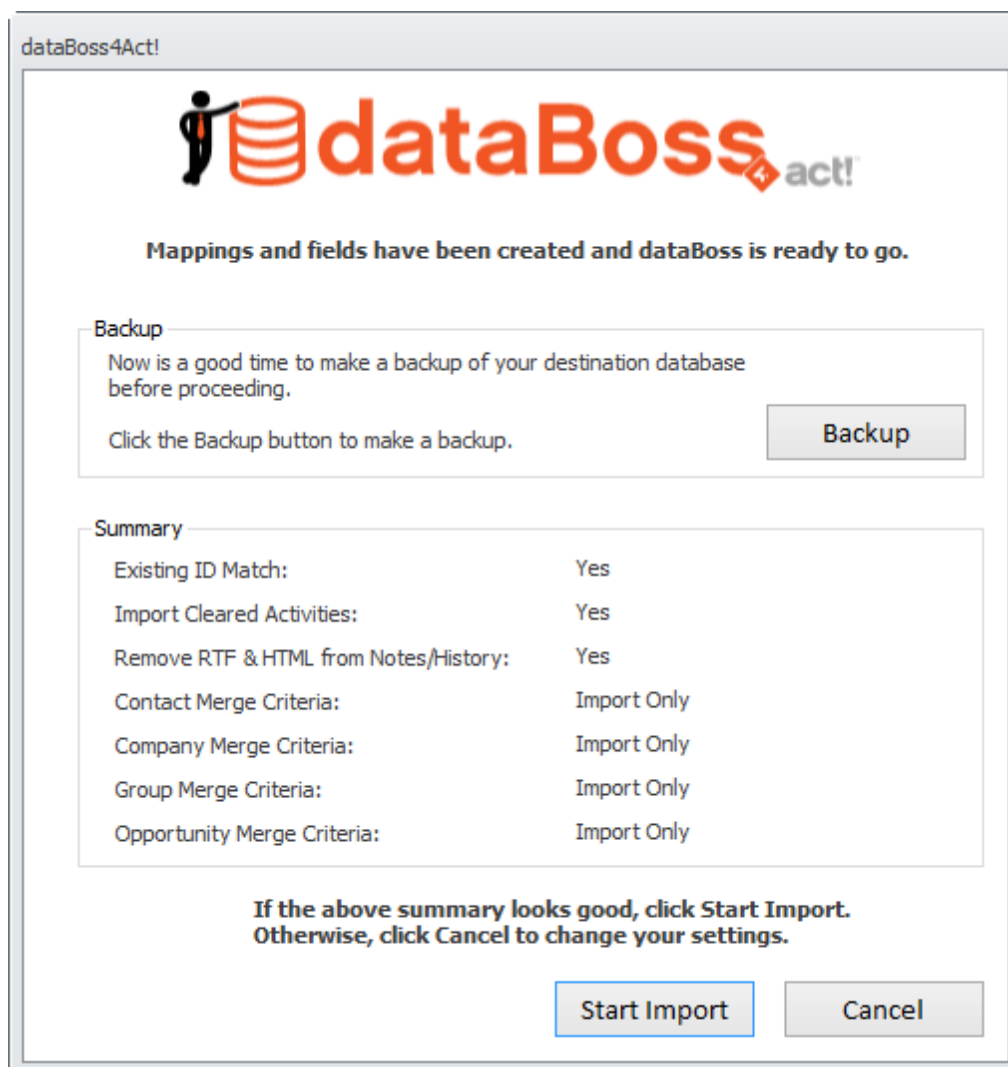 dataBoss4Act!
dataBoss 4 act!
Mappings and fields have been created and dataBoss is ready to go.
Backup
Now is a good time to make a backup of your destination database
before proceeding.
Click the Backup button to make a backup.
Backup
Summary
Existing ID Match: Yes
Import Cleared Activities: Yes
Remove RTF & HTML from Notes/History: Yes
Contact Merge Criteria: Import Only
Company Merge Criteria: Import Only
Group Merge Criteria: Import Only
Opportunity Merge Criteria: Import Only
If the above summary looks good, click Start Import.
Otherwise, click Cancel to change your settings.
Start Import Cancel